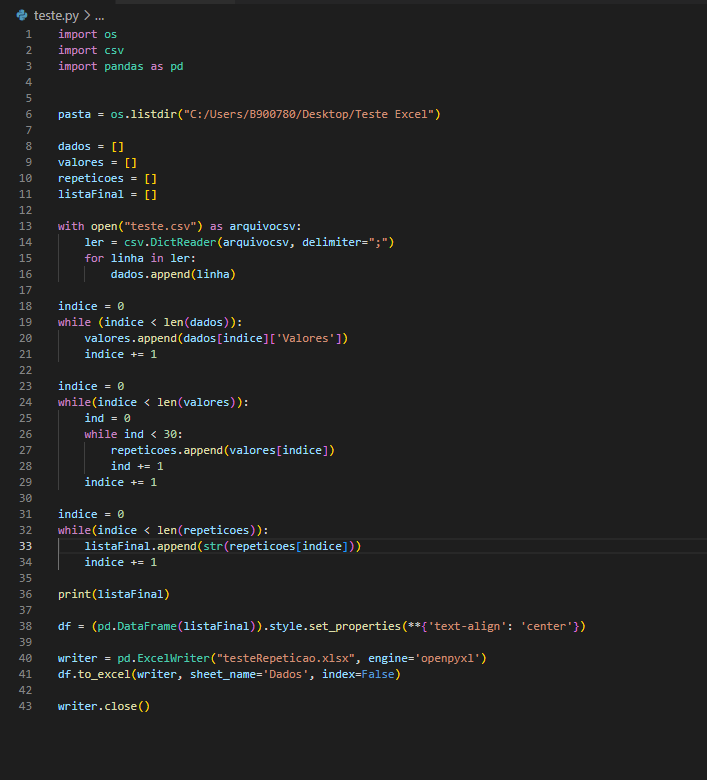 teste.py > ...
1 import os
2 import csv
3 import pandas as pd
4
5
6 pasta = os.listdir("C:/Users/B900780/Desktop/Teste Excel")
7
8 dados = []
9 valores = []
10 repeticoes = []
11 listaFinal = []
12
13 with open("teste.csv") as arquivocsv:
14     ler = csv.DictReader(arquivocsv, delimiter=";")
15     for linha in ler:
16         dados.append(linha)
17
18 indice = 0
19 while (indice < len(dados)):
20     valores.append(dados[indice]['Valores'])
21     indice += 1
22
23 indice = 0
24 while(indice < len(valores)):
25     ind = 0
26     while ind < 30:
27         repeticoes.append(valores[indice])
28         ind += 1
29     indice += 1
30
31 indice = 0
32 while(indice < len(repeticoes)):
33     listaFinal.append(str(repeticoes[indice]))
34     indice += 1
35
36 print(listaFinal)
37
38 df = (pd.DataFrame(listaFinal)).style.set_properties(**{'text-align': 'center'})
39
40 writer = pd.ExcelWriter("testeRepeticao.xlsx", engine='openpyxl')
41 df.to_excel(writer, sheet_name='Dados', index=False)
42
43 writer.close()